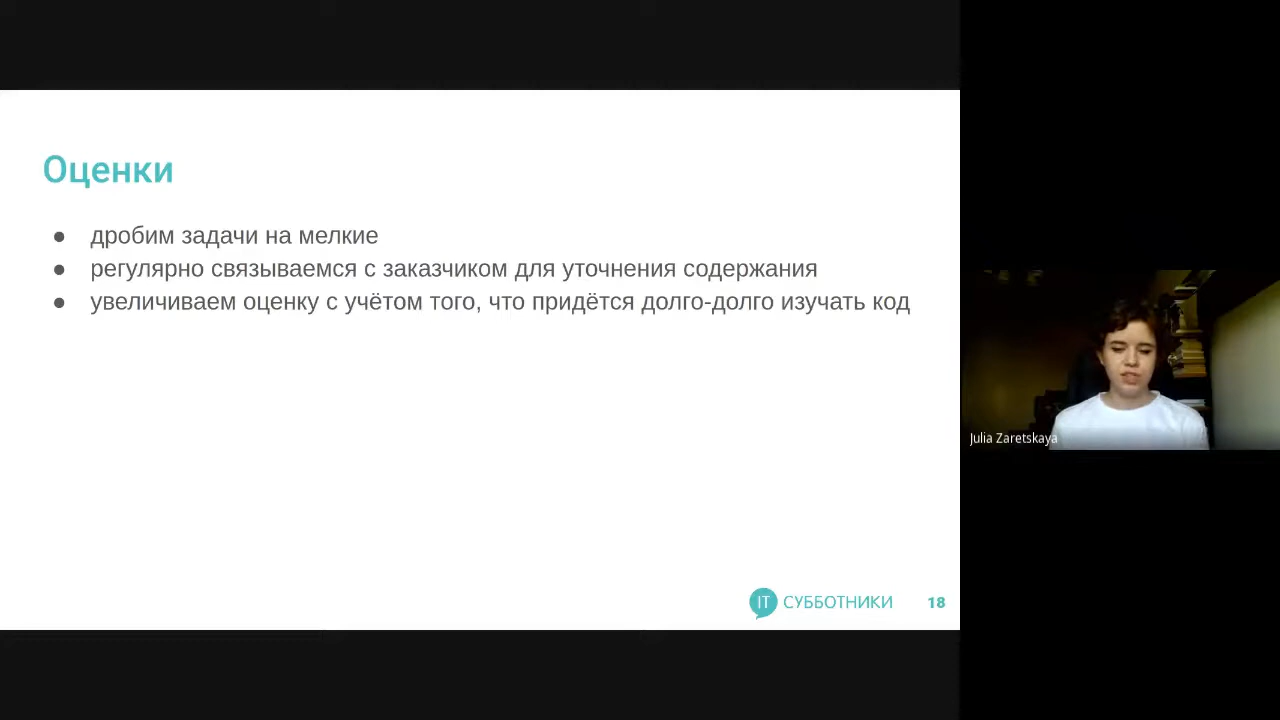 Оценки
● дробим задачи на мелкие
● регулярно связываемся с заказчиком для уточнения содержания
● увеличиваем оценку с учётом того, что придётся долго-долго изучать код
Julia Zaretskaya
IT СУББОТНИКИ 18